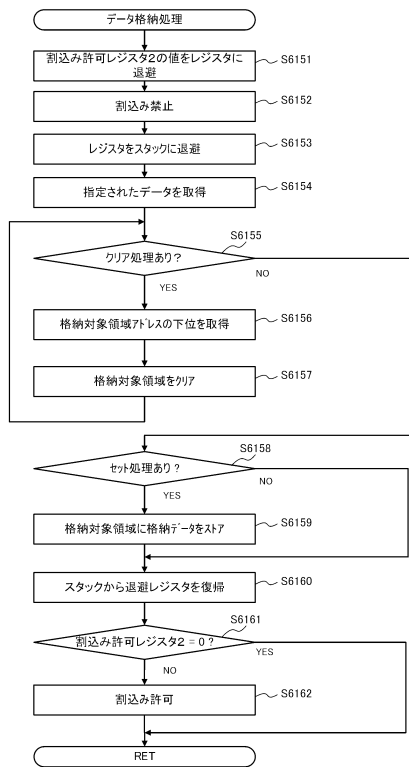 データ格納処理
割込み許可レジスタ2の値をレジスタに
退避
S6151
割込み禁止
S6152
レジスタをスタックに退避
S6153
指定されたデータを取得
S6154
クリア処理あり?
S6155
NO
YES
格納対象領域アドレスの下位を取得
S6156
格納対象領域をクリア
S6157
セット処理あり?
S6158
NO
YES
格納対象領域に格納データをストア
S6159
スタックから退避レジスタを復帰
S6160
割込み許可レジスタ2=0?
S6161
YES
NO
割込み許可
S6162
RET